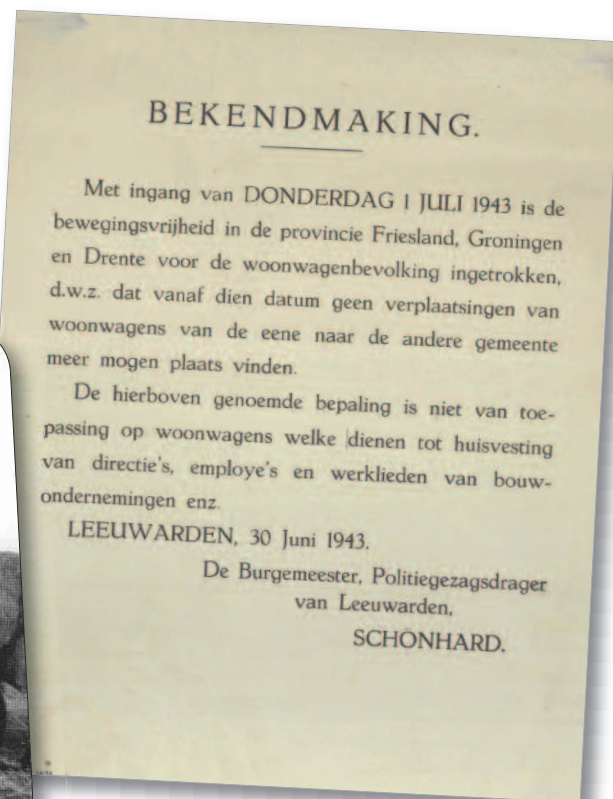 BEKENDMAKING.
Met ingang van DONDERDAG 1 JULI 1943 is de
bewegingsvrijheid in de provincie Friesland, Groningen
en Drente voor de woonwagenbevolking ingetrokken,
d.w.z. dat vanaf dien datum geen verplaatsingen van
woonwagens van de eene naar de andere gemeente
meer mogen plaats vinden.
De hierboven genoemde bepaling is niet van toe-
passing op woonwagens welke dienen tot huisvesting
van directie's, employe's en werklieden van bouw-
ondernemingen enz.
LEEUWARDEN, 30 Juni 1943.
De Burgemeester, Politiegezagsdrager
van Leeuwarden,
SCHÖNHARD.